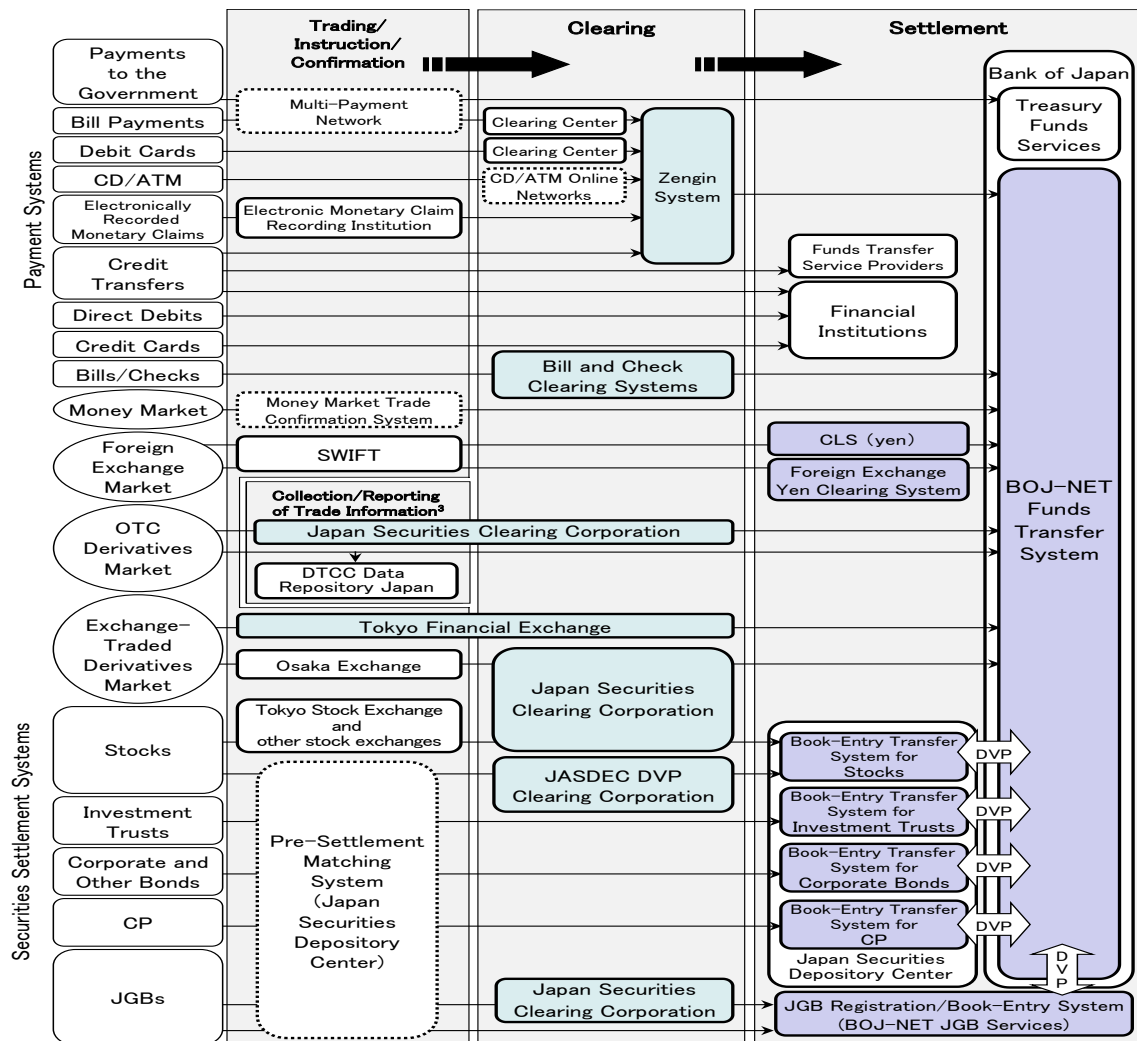 Trading/
Instruction/
Confirmation
Clearing
Settlement
Payment Systems
Payments
to the
Government
Bill Payments
Debit Cards
CD/ATM
Electronically
Recorded
Monetary Claims
Credit
Transfers
Direct Debits
Credit Cards
Bills/Checks
Money Market
Foreign
Exchange
Market
OTC
Derivatives
Market
Exchange-
Traded
Derivatives
Market
Securities Settlement Systems
Stocks
Investment
Trusts
Corporate and
Other Bonds
CP
JGBs
Multi-Payment
Network
Electronic Monetary Claim
Recording Institution
Money Market Trade
Confirmation System
SWIFT
Collection/Reporting
of Trade Information³
Japan Securities Clearing Corporation
DTCC Data
Repository Japan
Tokyo Financial Exchange
Osaka Exchange
Tokyo Stock Exchange
and
other stock exchanges
Pre-Settlement
Matching
System
(Japan
Securities
Depository
Center)
Clearing Center
Clearing Center
CD/ATM Online
Networks
Zengin
System
Bill and Check
Clearing Systems
Japan Securities
Clearing Corporation
JASDEC DVP
Clearing Corporation
Japan Securities
Clearing Corporation
Funds Transfer
Service Providers
Financial
Institutions
CLS (yen)
Foreign Exchange
Yen Clearing System
Book-Entry Transfer
System for
Stocks
DVP
Book-Entry Transfer
System for
Investment Trusts
DVP
Book-Entry Transfer
System for
Corporate Bonds
DVP
Book-Entry Transfer
System for
CP
DVP
Japan Securities
Depository Center
Bank of Japan
Treasury
Funds
Services
BOJ-NET
Funds
Transfer
System
D
V
P
JGB Registration/Book-Entry System
(BOJ-NET JGB Services)